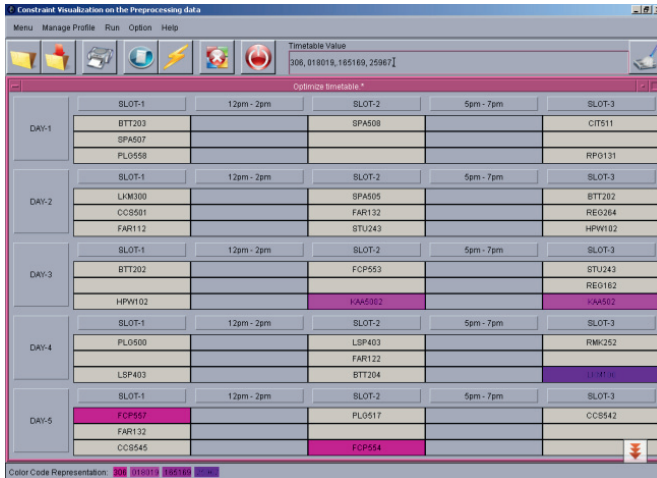 Constraint Visualization on the Preprocessing data
Menu Manage Profile Run Option Help
Timetable Value
306, 018019, 165169, 25967
Optimize timetable *
SLOT-1 12pm - 2pm SLOT-2 5pm - 7pm SLOT-3
DAY-1
BTT203 SPA508 CIT511
SPA507
PLG558 RPG131
SLOT-1 12pm - 2pm SLOT-2 5pm - 7pm SLOT-3
DAY-2
LKM300 SPA505 BTT202
CCS501 FAR132 REG264
FAR112 STU243 HPW102
SLOT-1 12pm - 2pm SLOT-2 5pm - 7pm SLOT-3
DAY-3
BTT202 FCP553 STU243
REG162
HPW102 KAA5002 KAA502
SLOT-1 12pm - 2pm SLOT-2 5pm - 7pm SLOT-3
DAY-4
PLG500 LSP403 RMK252
FAR122
LSP403 BTT204
SLOT-1 12pm - 2pm SLOT-2 5pm - 7pm SLOT-3
DAY-5
FCP557 PLG517 CCS542
FAR132
CCS545 FCP554
Color Code Representation: 306 018019 165169